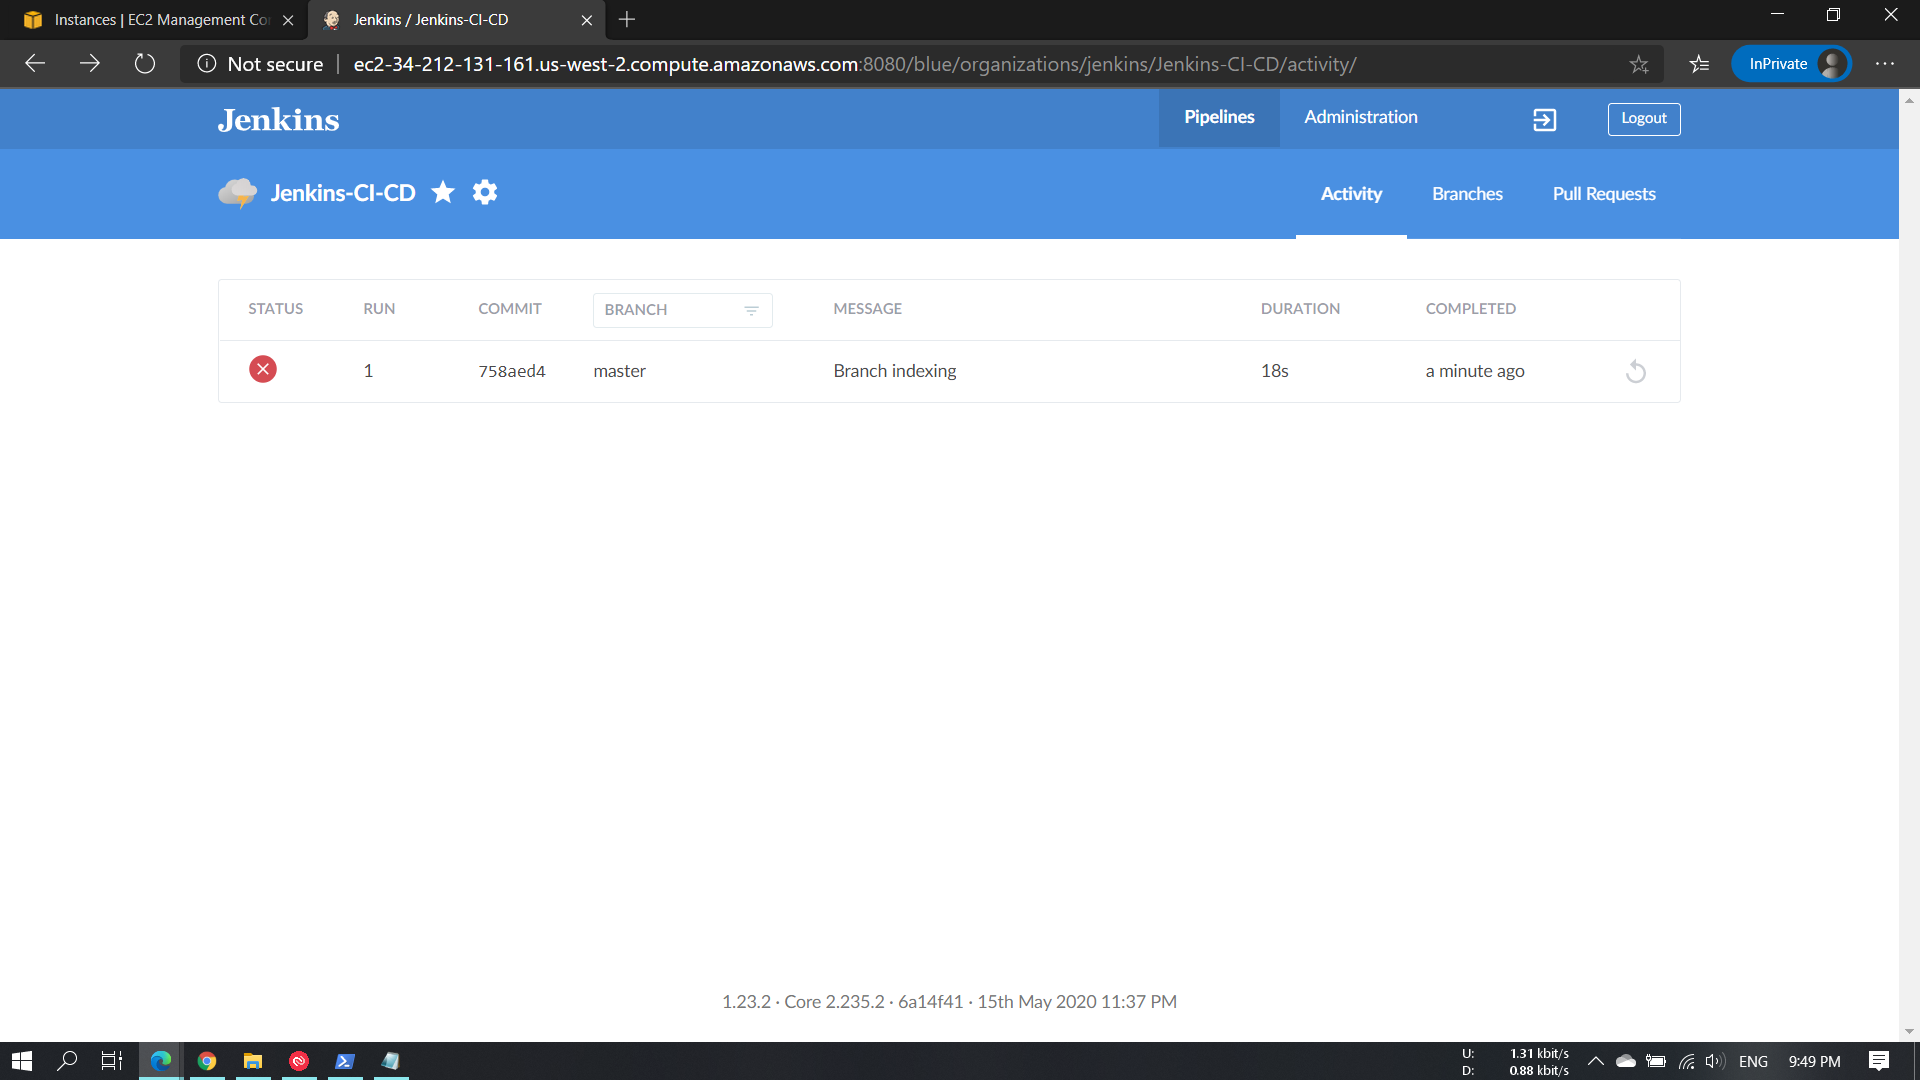 Instances | EC2 Management Co
Jenkins / Jenkins-CI-CD
Not secure
ec2-34-212-131-161.us-west-2.compute.amazonaws.com:8080/blue/organizations/jenkins/Jenkins-CI-CD/activity/
InPrivate
Jenkins
Pipelines
Administration
Logout
Jenkins-CI-CD
Activity
Branches
Pull Requests
STATUS RUN COMMIT BRANCH MESSAGE DURATION COMPLETED
1 758aed4 master Branch indexing 18s a minute ago
1.23.2 · Core 2.235.2 · 6a14f41 · 15th May 2020 11:37 PM
U: 1.31 kbit/s
D: 0.88 kbit/s
ENG
9:49 PM